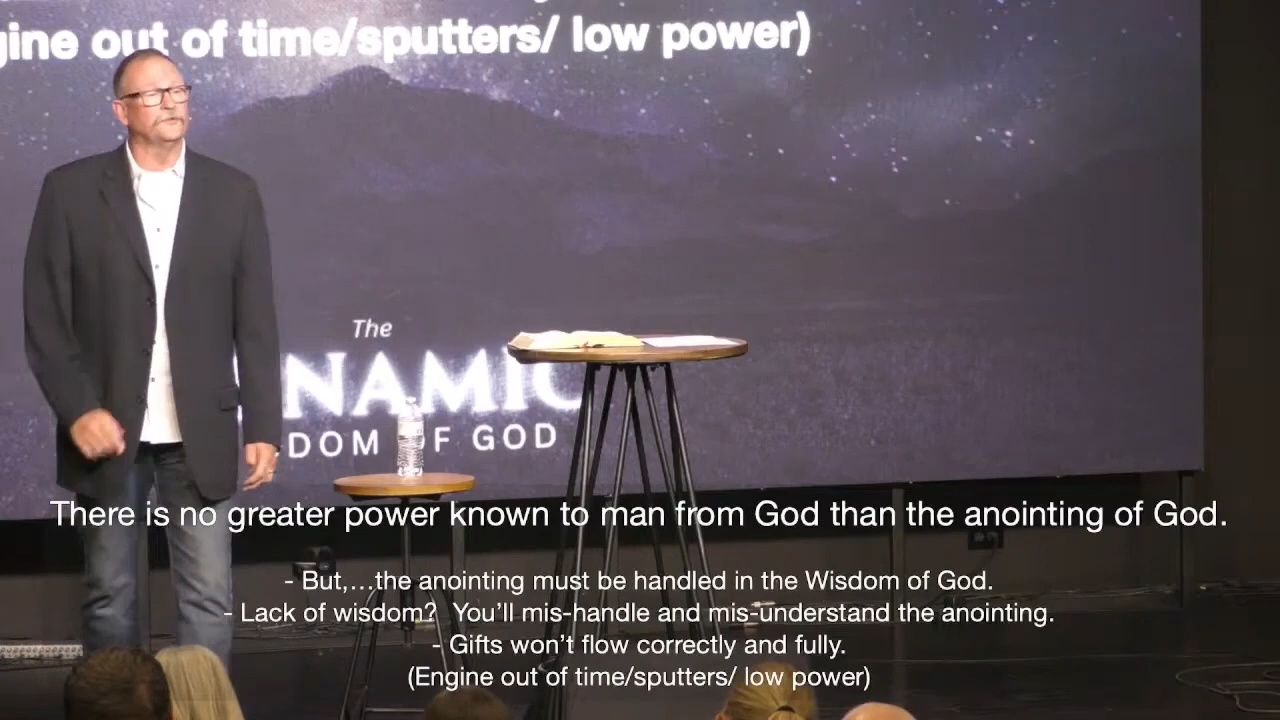 gine out of time/sputters/ low power)
The
NAMIC
DOM OF GOD
There is no greater power known to man from God than the anointing of God.
- But,...the anointing must be handled in the Wisdom of God.
- Lack of wisdom? You'll mis-handle and mis-understand the anointing.
- Gifts won't flow correctly and fully.
(Engine out of time/sputters/ low power)